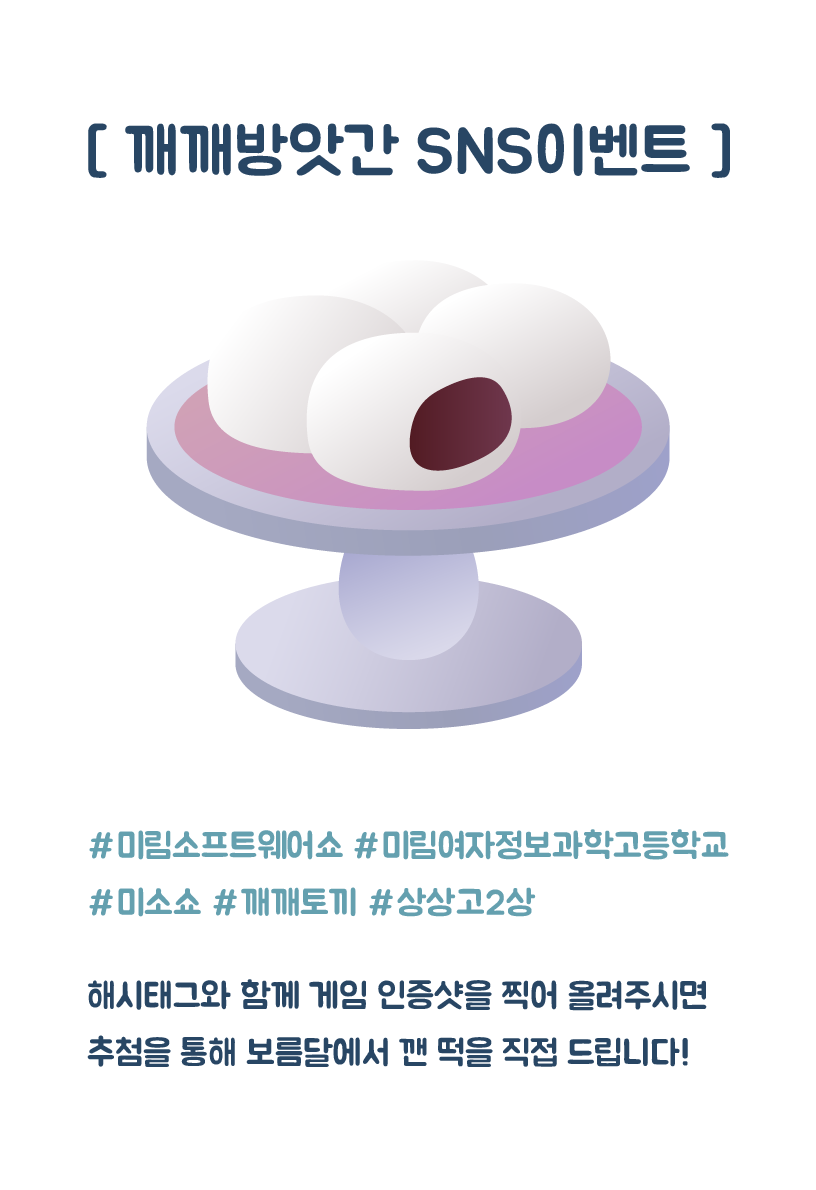 [ 깨깨방앗간 SNS이벤트 ]
#미림소프트웨어쇼 #미림여자정보과학고등학교
#미소쇼 #깨깨토끼 #상상고2상
해시태그와 함께 게임 인증샷을 찍어 올려주시면
추첨을 통해 보름달에서 깬 떡을 직접 드립니다!